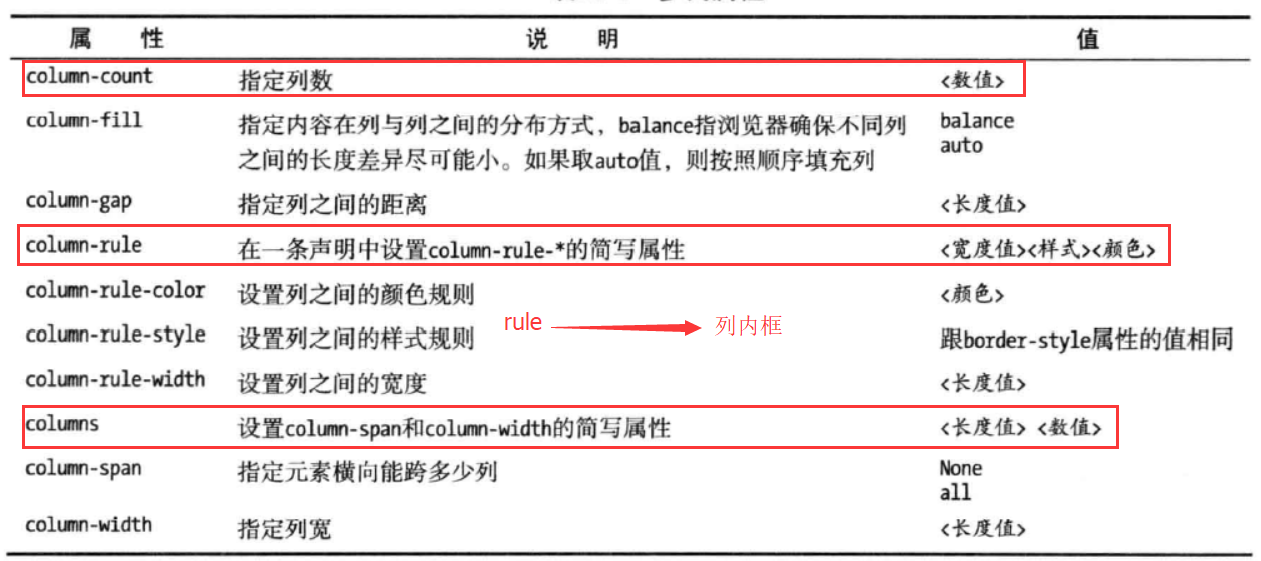 属 性 说 明 值
column-count 指定列数 <数值>
column-fill 指定内容在列与列之间的分布方式，balance指浏览器确保不同列 balance
之间的长度差异尽可能小。如果取auto值，则按照顺序填充列 auto
column-gap 指定列之间的距离 <长度值>
column-rule 在一条声明中设置column-rule-*的简写属性 <宽度值><样式><颜色>
column-rule-color 设置列之间的颜色规则 <颜色>
rule 列内框
column-rule-style 设置列之间的样式规则 跟border-style属性的值相同
column-rule-width 设置列之间的宽度 <长度值>
columns 设置column-span和column-width的简写属性 <长度值> <数值>
column-span 指定元素横向能跨多少列 None
all
column-width 指定列宽 <长度值>